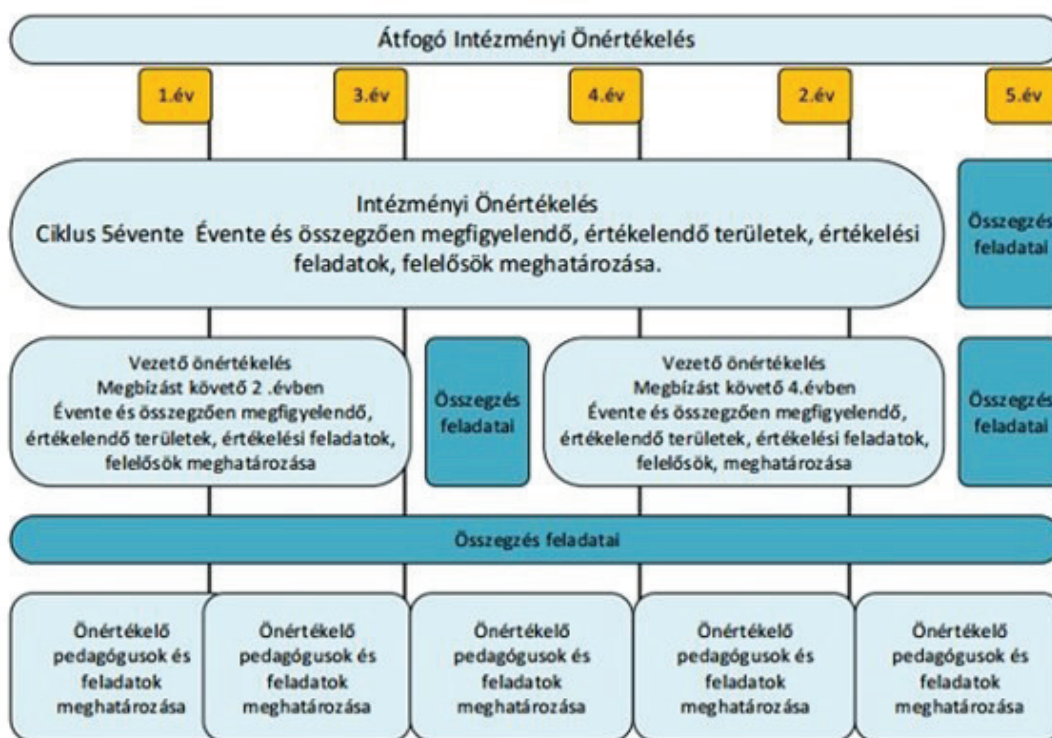 Átfogó Intézményi Önértékelés
1.év
3.év
4.év
2.év
5.év
Intézményi Önértékelés
Ciklus 5évente Évente és összegzően megfigyelendő, értékelendő területek, értékelési
feladatok, felelősök meghatározása.
Összegzés
feladatai
Vezető önértékelés
Megbízást követő 2 .évben
Évente és összegzően megfigyelendő,
értékelendő területek, értékelési feladatok,
felelősök meghatározása
Összegzés
feladatai
Vezető önértékelés
Megbízást követő 4.évben
Évente és összegzően megfigyelendő,
értékelendő területek, értékelési feladatok,
felelősök, meghatározása
Összegzés
feladatai
Összegzés feladatai
Önértékelő
pedagógusok és
feladatok
meghatározása
Önértékelő
pedagógusok és
feladatok
meghatározása
Önértékelő
pedagógusok és
feladatok
meghatározása
Önértékelő
pedagógusok és
feladatok
meghatározása
Önértékelő
pedagógusok és
feladatok
meghatározása